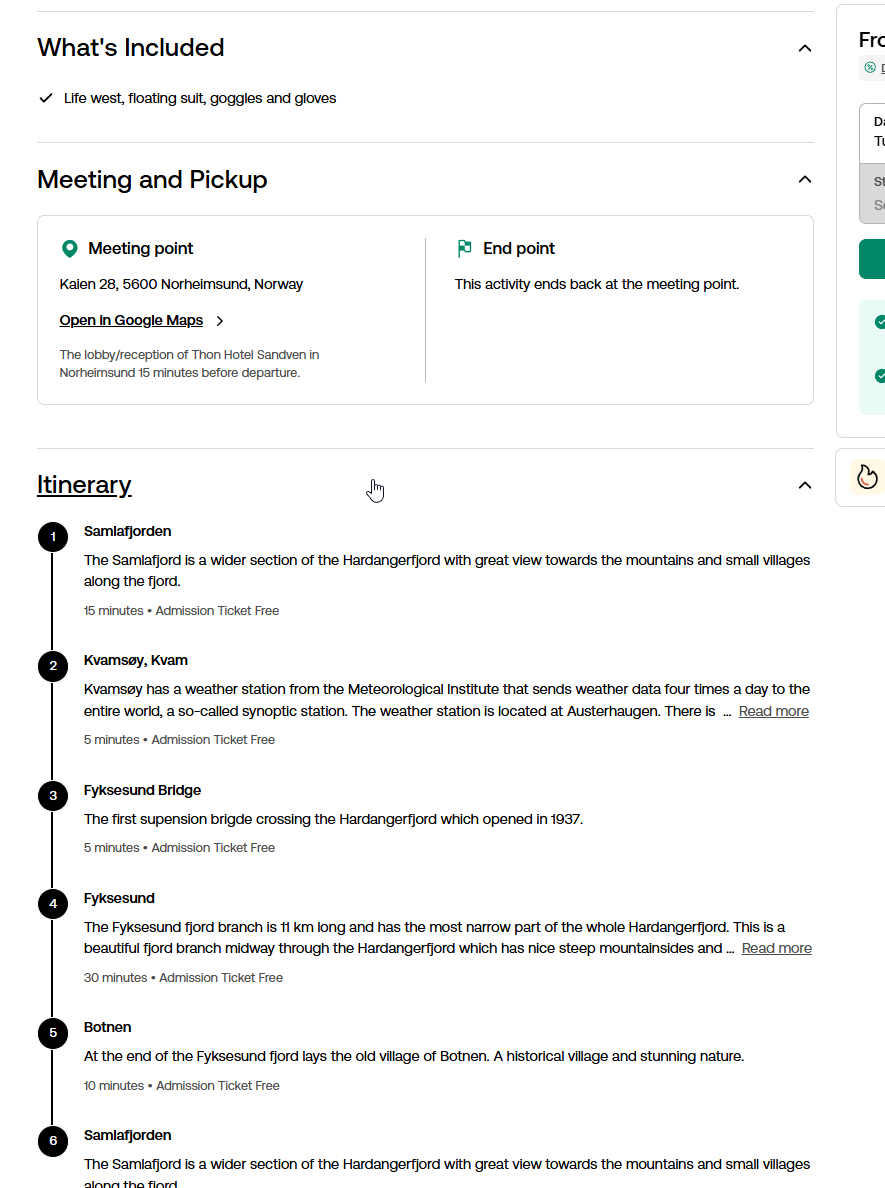 What's Included
Life west, floating suit, goggles and gloves
Meeting and Pickup
Meeting point
Kaien 28, 5600 Norheimsund, Norway
Open in Google Maps
The lobby/reception of Thon Hotel Sandven in
Norheimsund 15 minutes before departure.
End point
This activity ends back at the meeting point.
Itinerary
1
Samlafjorden
The Samlafjord is a wider section of the Hardangerfjord with great view towards the mountains and small villages
along the fjord.
15 minutes • Admission Ticket Free
2
Kvamsøy, Kvam
Kvamsøy has a weather station from the Meteorological Institute that sends weather data four times a day to the
entire world, a so-called synoptic station. The weather station is located at Austerhaugen. There is ... Read more
5 minutes • Admission Ticket Free
3
Fyksesund Bridge
The first supension brigde crossing the Hardangerfjord which opened in 1937.
5 minutes • Admission Ticket Free
4
Fyksesund
The Fyksesund fjord branch is 11 km long and has the most narrow part of the whole Hardangerfjord. This is a
beautiful fjord branch midway through the Hardangerfjord which has nice steep mountainsides and ... Read more
30 minutes • Admission Ticket Free
5
Botnen
At the end of the Fyksesund fjord lays the old village of Botnen. A historical village and stunning nature.
10 minutes • Admission Ticket Free
6
Samlafjorden
The Samlafjord is a wider section of the Hardangerfjord with great view towards the mountains and small villages
along the fjord.